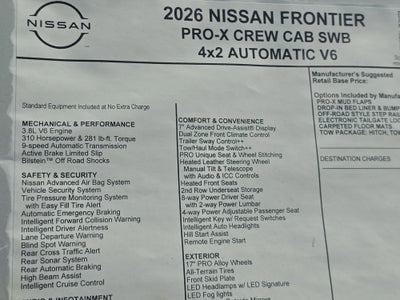 NISSAN
2026 NISSAN FRONTIER
PRO-X CREW CAB SWB
4x2 AUTOMATIC V6
Standard Equipment Included at No Extra Charge
MECHANICAL & PERFORMANCE
3.8L V6 Engine
310 Horsepower & 281 lb-ft. Torque
9-speed Automatic Transmission
Active Brake Limited Slip
Bilstein™ Off Road Shocks
SAFETY & SECURITY
Nissan Advanced Air Bag System
Vehicle Security System
Tire Pressure Monitoring System
with Easy Fill Tire Alert
Automatic Emergency Braking
Intelligent Forward Collision Warning
Intelligent Driver Alertness
Lane Departure Warning
Blind Spot Warning
Rear Cross Traffic Alert
Rear Sonar System
Rear Automatic Braking
High Beam Assist
Intelligent Cruise Control
AUDIO & INFOTAINMENT
COMFORT & CONVENIENCE
7" Advanced Drive-Assist® Display
Dual Zone Front Climate Control
Trailer Sway Control++
Tow/Haul Mode Switch++
PRO Unique Seat & Wheel Stitching
Heated Leather Steering Wheel
Manual Tilt & Telescope
with Audio & ICC Controls
Heated Front Seats
2nd Row Underseat Storage
8-way Power Driver Seat
with 2-way Power Lumbar
4-way Power Adjustable Passenger Seat
Intelligent Key w/ Request Switches
Intelligent Auto Headlights
Hill Start Assist
Remote Engine Start
EXTERIOR
17" PRO Alloy Wheels
All-Terrain Tires
Front Skid Plate
LED Headlamps w/ LED Signature
LED Fog lights
Manufacturer's Suggested
Retail Base Price:
Options Included by Manu
PRO-X MUD FLAPS
DROP-IN BED LINER & BUMP
OFF-ROAD STYLE STEP RAIL
ELECTRONIC TAILGATE LOC
CARPETED FLOOR MATS
TOW PACKAGE: HITCH, TOW
DESTINATION CHARGES